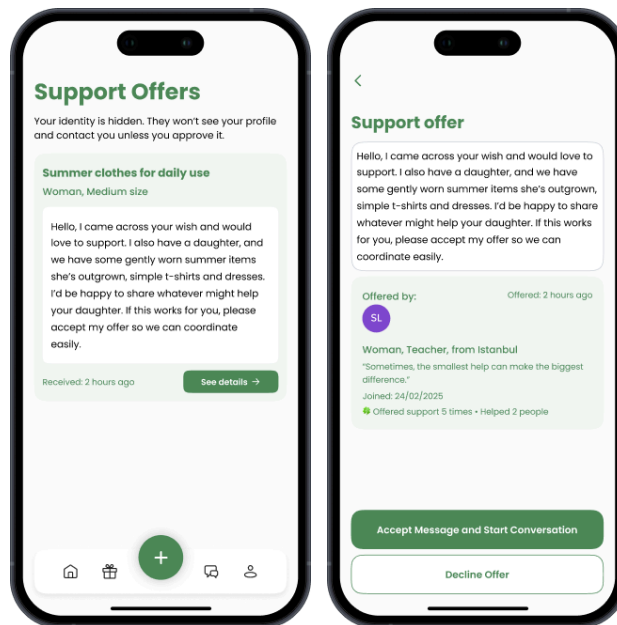 Support Offers
Your identity is hidden. They won't see your profile
and contact you unless you approve it.
Summer clothes for daily use
Woman, Medium size
Hello, I came across your wish and would
love to support. I also have a daughter, and
we have some gently worn summer items
she's outgrown, simple t-shirts and dresses.
I'd be happy to share whatever might help
your daughter. If this works for you, please
accept my offer so we can coordinate
easily.
Received: 2 hours ago
See details →
Support offer
Hello, I came across your wish and would love to
support. I also have a daughter, and we have
some gently worn summer items she's outgrown,
simple t-shirts and dresses. I'd be happy to share
whatever might help your daughter. If this works
for you, please accept my offer so we can
coordinate easily.
Offered by:
Offered: 2 hours ago
SL
Woman, Teacher, from Istanbul
"Sometimes, the smallest help can make the biggest
difference."
Joined: 24/02/2025
🍀 Offered support 5 times • Helped 2 people
Accept Message and Start Conversation
Decline Offer